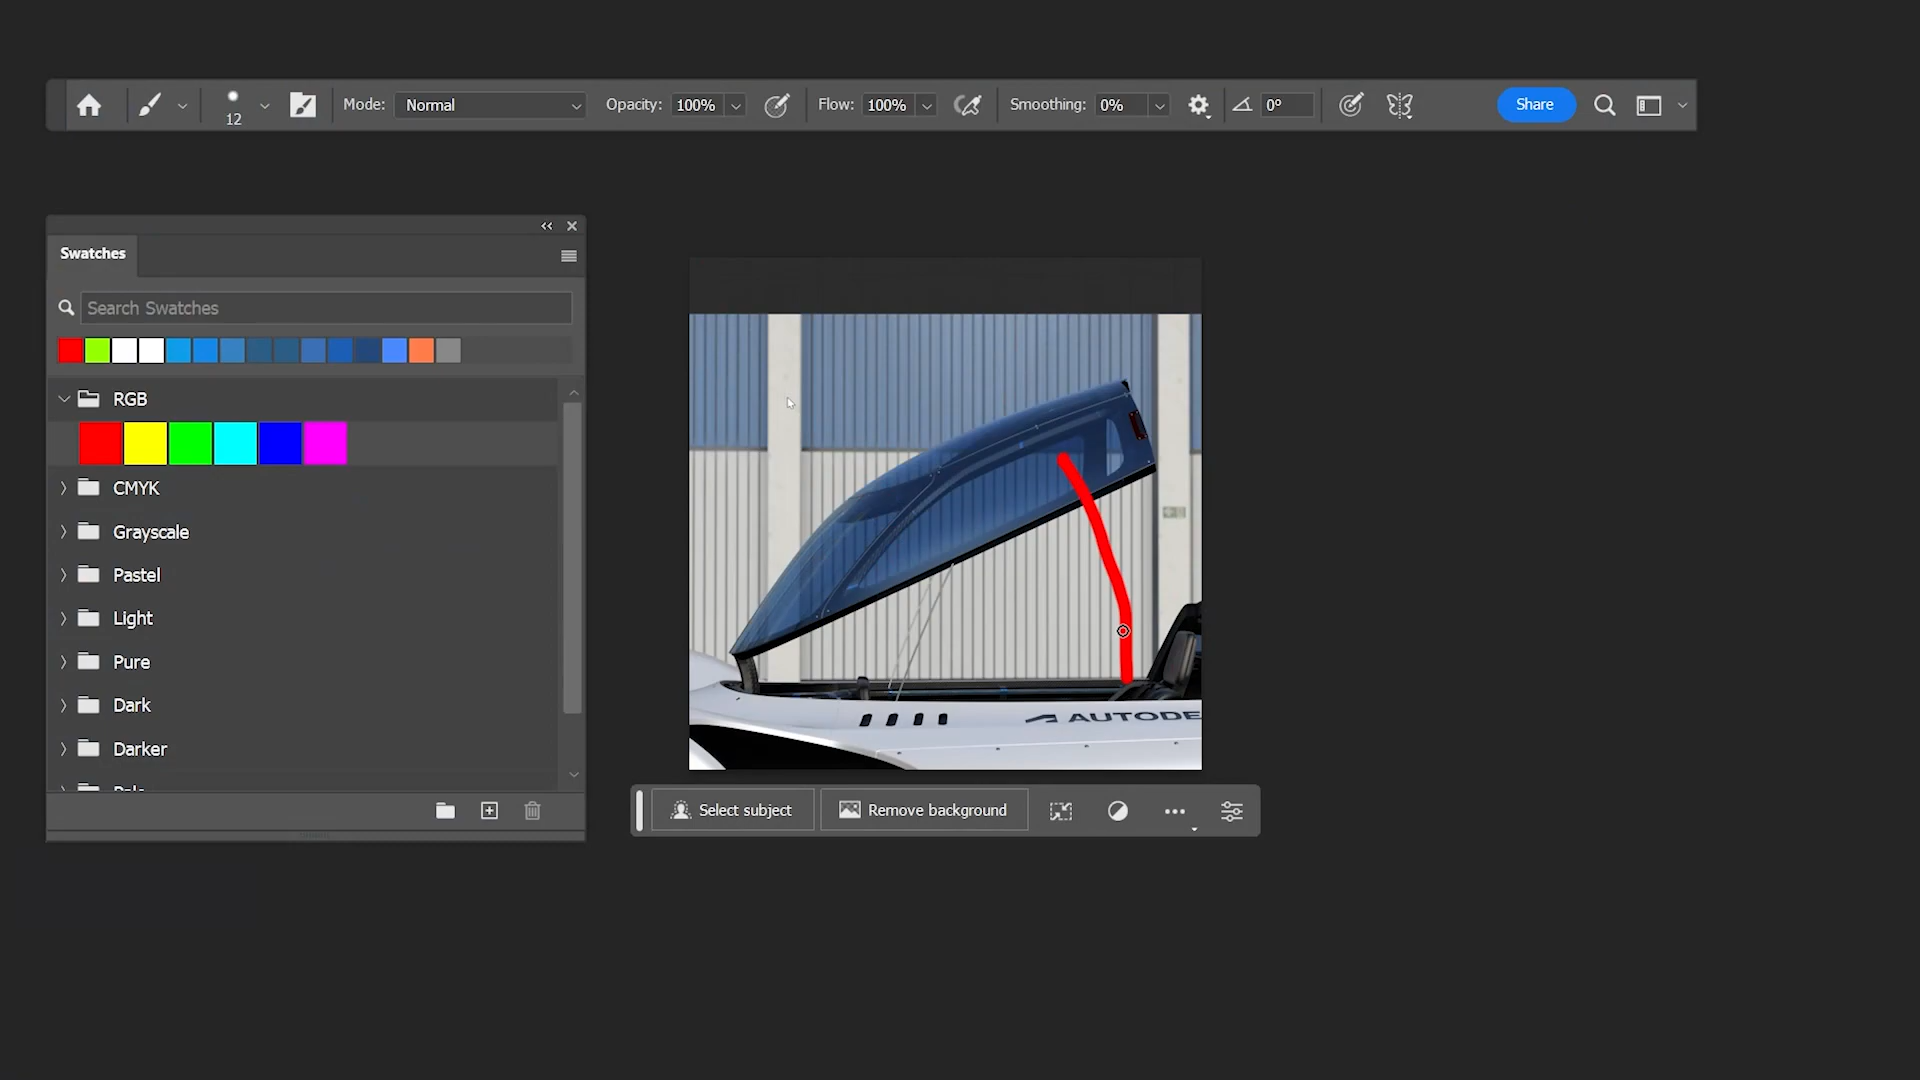 12
Mode: Normal
Opacity: 100%
Flow: 100%
Smoothing: 0%
0°
Share
Swatches
Search Swatches
RGB
CMYK
Grayscale
Pastel
Light
Pure
Dark
Darker
AUTODE
Select subject
Remove background